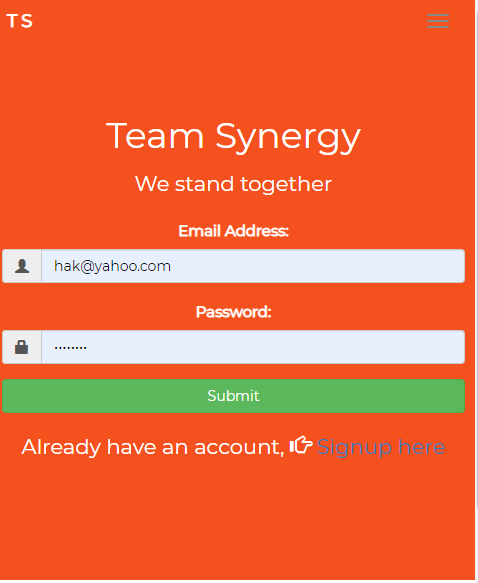 TS
Team Synergy
We stand together
Email Address:
hak@yahoo.com
Password:
········
Submit
Already have an account, Signup here